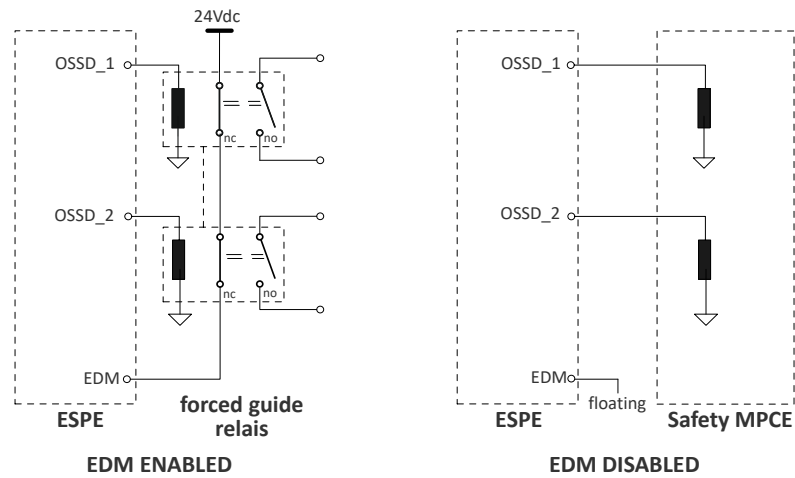 24Vdc
OSSD_1
nc
no
OSSD_2
nc
no
EDM
ESPE
forced guide
relais
EDM ENABLED
OSSD_1
OSSD_2
EDM
floating
ESPE
Safety MPCE
EDM DISABLED